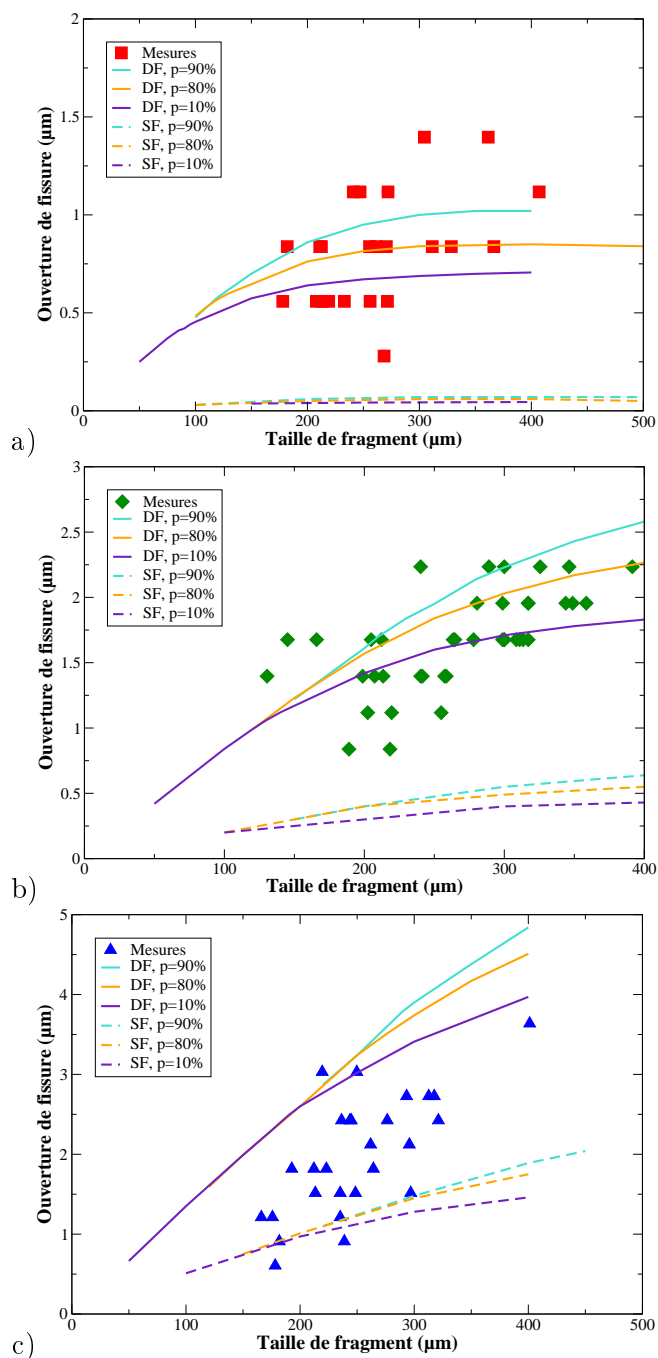 2
Mesures
DF, p=90%
DF, p=80%
DF, p=10%
SF, p=90%
SF, p=80%
SF, p=10%
1.5
1
0.5
0
Ouverture de fissure (µm)
0 100 200 300 400 500
Taille de fragment (µm)
a)
3
Mesures
DF, p=90%
DF, p=80%
DF, p=10%
SF, p=90%
SF, p=80%
SF, p=10%
2.5
2
1.5
1
0.5
0
Ouverture de fissure (µm)
0 100 200 300 400
Taille de fragment (µm)
b)
5
Mesures
DF, p=90%
DF, p=80%
DF, p=10%
SF, p=90%
SF, p=80%
SF, p=10%
4
3
2
1
0
Ouverture de fissure (µm)
0 100 200 300 400 500
Taille de fragment (µm)
c)